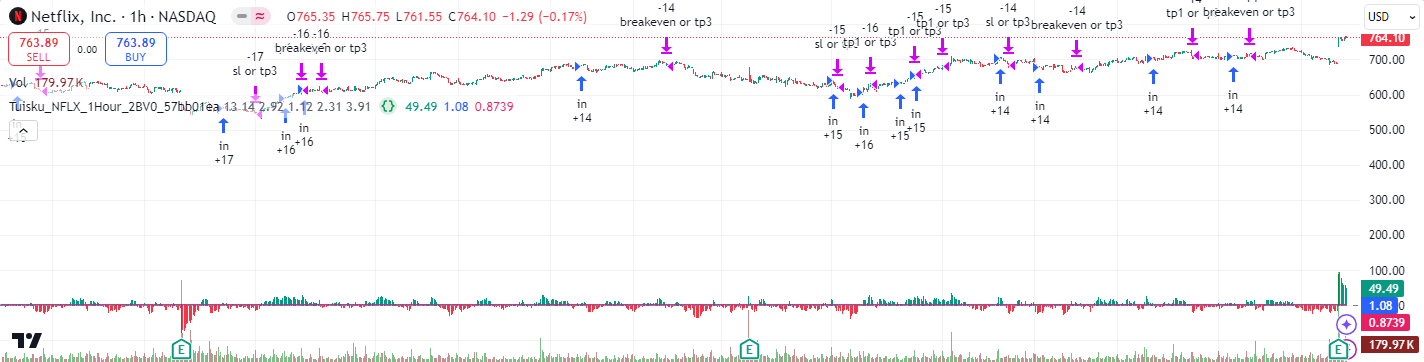 Netflix, Inc. · 1h · NASDAQ
O765.35 H765.75 L761.55 C764.10 −1.29 (−0.17%)
763.89
SELL
0.00
763.89
BUY
Vol · 179.97K
Tuisku_NFLX_1Hour_2BV0_57bb01ea 13 14 2.92 1.12 2.31 3.91 {} 49.49 1.08 0.8739
-15
in
+15
in
+17
-17
sl or tp3
in
+16
-16
-16
breakeven or tp3
in
+16
in
+14
-14
breakeven or tp3
in
+15
-15
sl or tp3
in
+16
-16
tp1 or tp3
in
+15
-15
tp1 or tp3
in
+15
-15
tp1 or tp3
in
+14
-14
sl or tp3
in
+14
-14
breakeven or tp3
in
+14
tp1 or tp3
in
+14
breakeven or tp3
USD
764.10
700.00
600.00
500.00
400.00
300.00
200.00
100.00
49.49
1.08
0.8739
179.97K
E
E
E